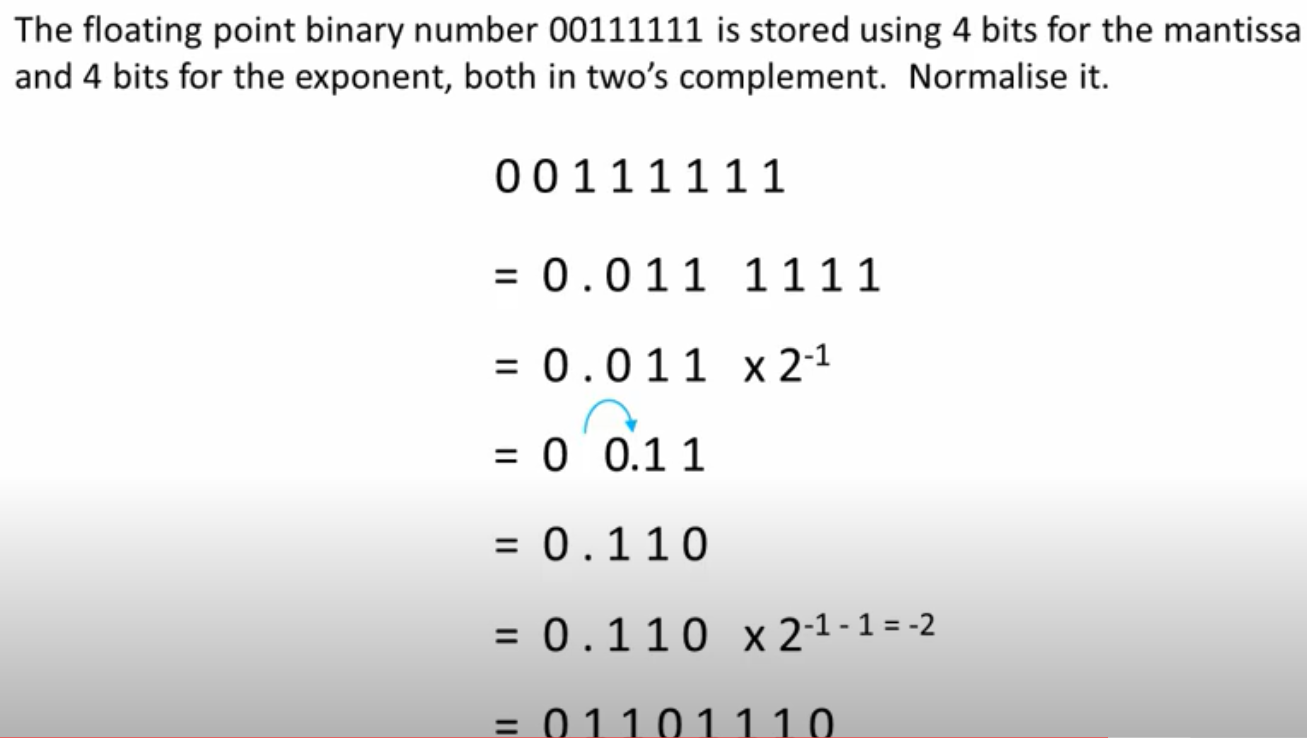 The floating point binary number 00111111 is stored using 4 bits for the mantissa
and 4 bits for the exponent, both in two’s complement.  Normalise it.
0 0 1 1 1 1 1 1
= 0 . 0 1 1  1 1 1 1
= 0 . 0 1 1  x 2⁻¹
= 0  0.1 1
= 0 . 1 1 0
= 0 . 1 1 0  x 2⁻¹ ⁻ ¹ ⁼ ⁻²
= 0 1 1 0 1 1 1 0